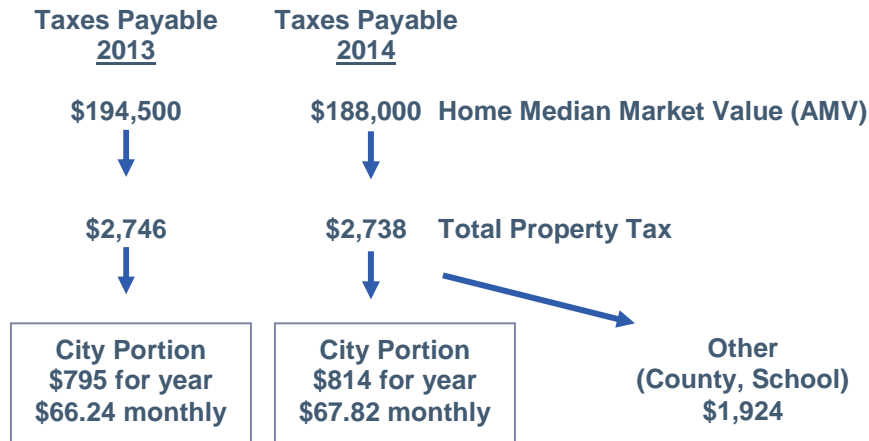 Taxes Payable
2013
Taxes Payable
2014
$194,500
$188,000 Home Median Market Value (AMV)
$2,746
$2,738 Total Property Tax
City Portion
$795 for year
$66.24 monthly
City Portion
$814 for year
$67.82 monthly
Other
(County, School)
$1,924